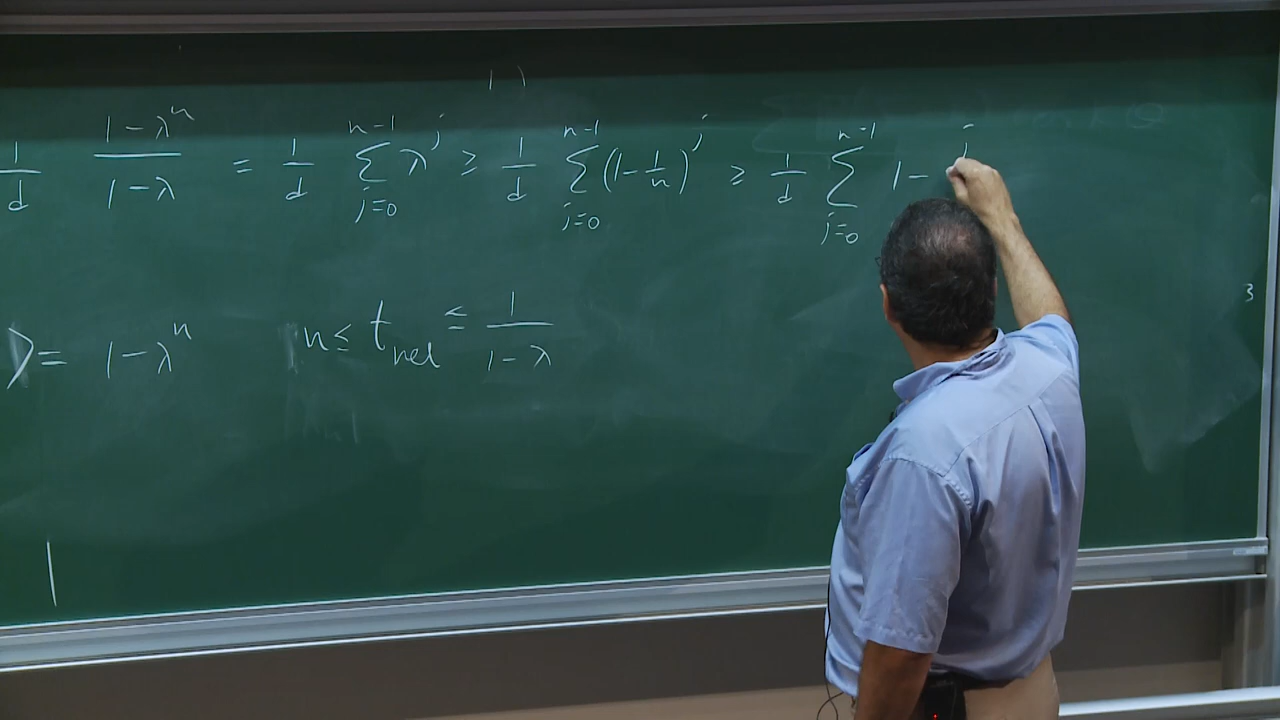 1/d (1-λ^n)/(1-λ) = 1/d Σ_{j=0}^{n-1} λ^j ≥ 1/d Σ_{j=0}^{n-1} (1-1/n)^j ≥ 1/d Σ_{j=0}^{n-1} 1- j
= 1-λ^n n ≤ t_rel ≤ 1/(1-λ)